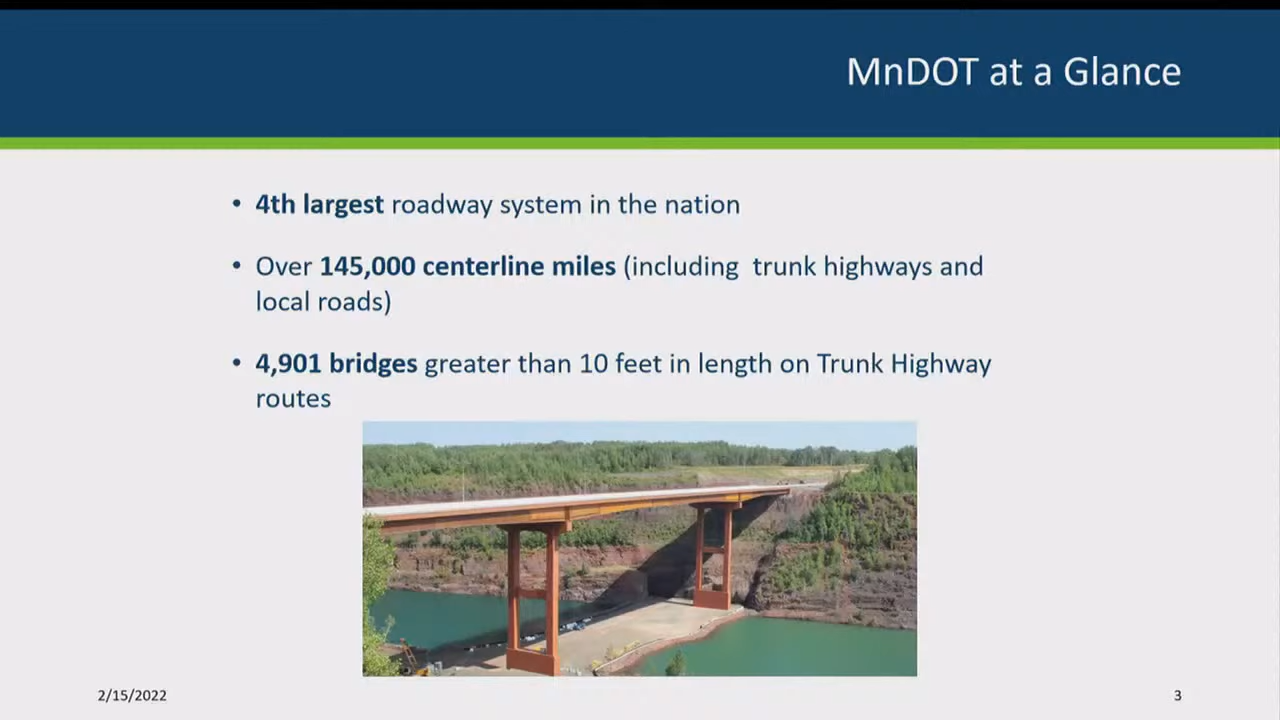 MnDOT at a Glance
• 4th largest roadway system in the nation
• Over 145,000 centerline miles (including  trunk highways and
local roads)
• 4,901 bridges greater than 10 feet in length on Trunk Highway
routes
2/15/2022
3